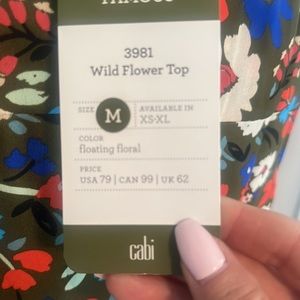 3981
Wild Flower Top
SIZE M AVAILABLE IN
XS-XL
COLOR
floating floral
PRICE
USA 79 | CAN 99 | UK 62
cabi